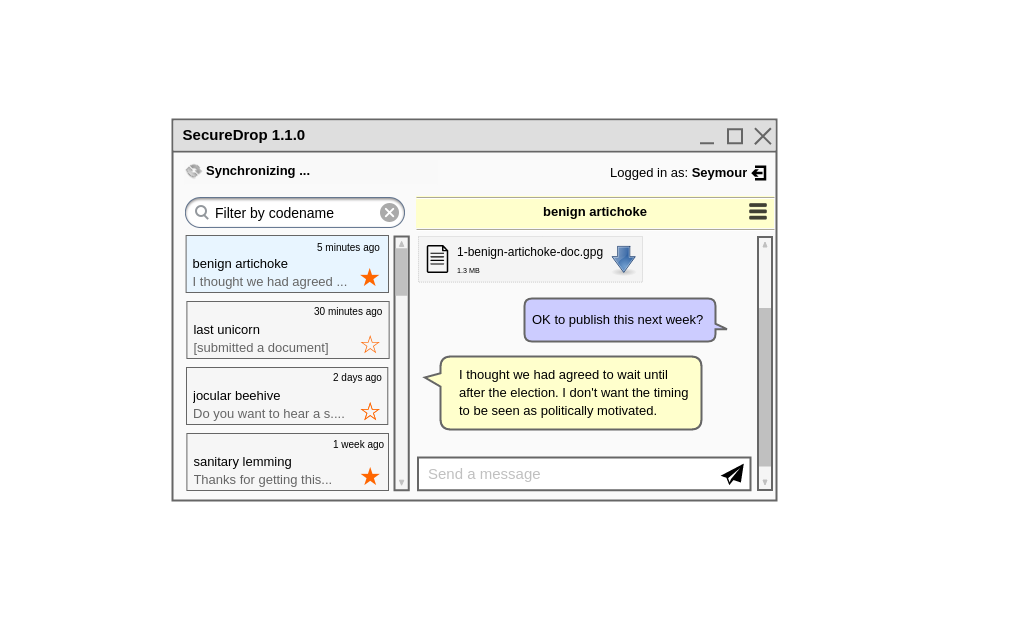 SecureDrop 1.1.0
Synchronizing ...
Logged in as: Seymour
Filter by codename
benign artichoke
5 minutes ago
benign artichoke
I thought we had agreed ...
30 minutes ago
last unicorn
[submitted a document]
2 days ago
jocular beehive
Do you want to hear a s....
1 week ago
sanitary lemming
Thanks for getting this...
1-benign-artichoke-doc.gpg
1.3 MB
OK to publish this next week?
I thought we had agreed to wait until
after the election. I don't want the timing
to be seen as politically motivated.
Send a message